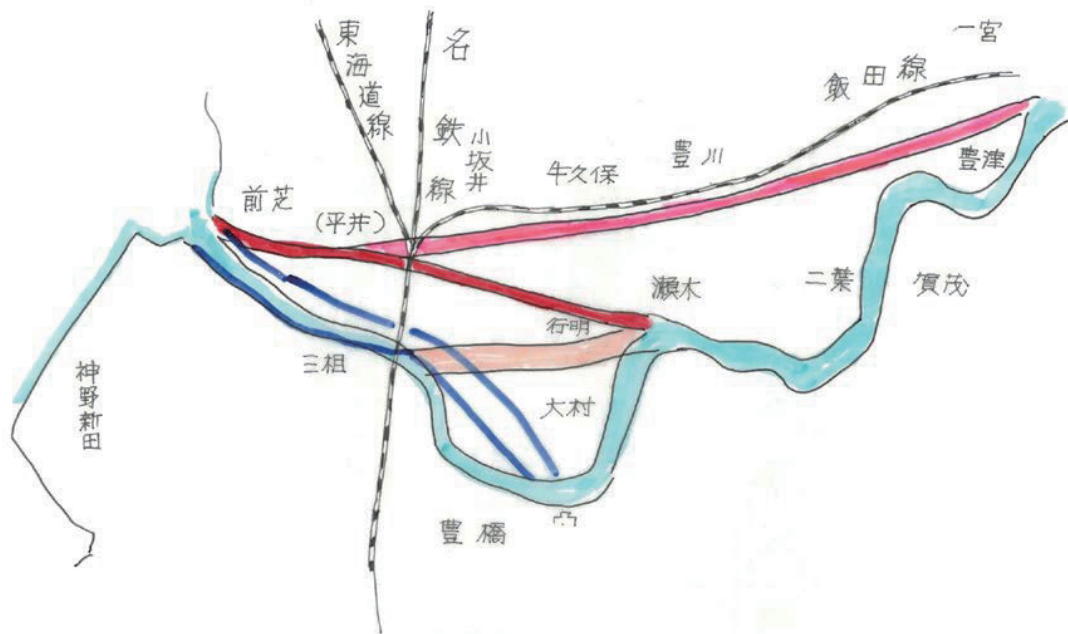 一宮
飯田線
東海道線
名鉄線
小坂井
豊川
牛久保
豊津
前芝
(平井)
瀬木
二葉
賀茂
行明
三相
大村
神野新田
豊橋